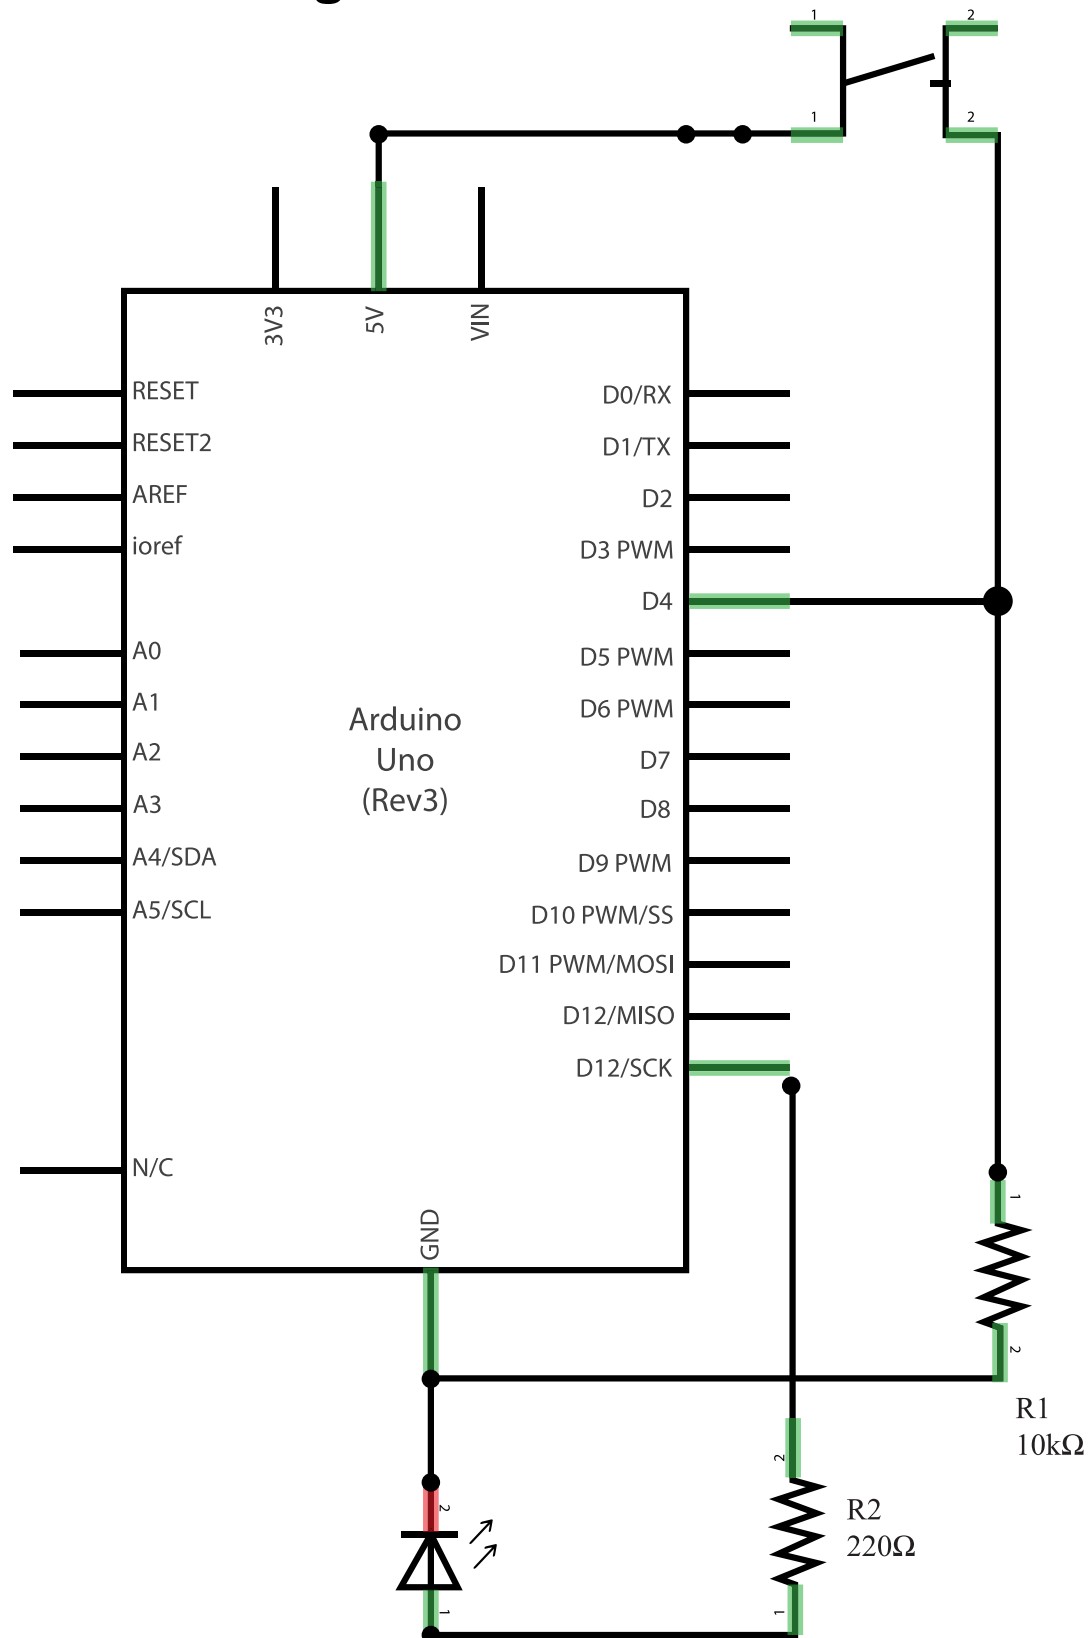 1
2
1
2
3V3
5V
VIN
RESET
RESET2
AREF
ioref
A0
A1
A2
A3
A4/SDA
A5/SCL
N/C
Arduino
Uno
(Rev3)
D0/RX
D1/TX
D2
D3 PWM
D4
D5 PWM
D6 PWM
D7
D8
D9 PWM
D10 PWM/SS
D11 PWM/MOSI
D12/MISO
D12/SCK
GND
1
2
R1
10kΩ
2
R2
220Ω
1
2
1